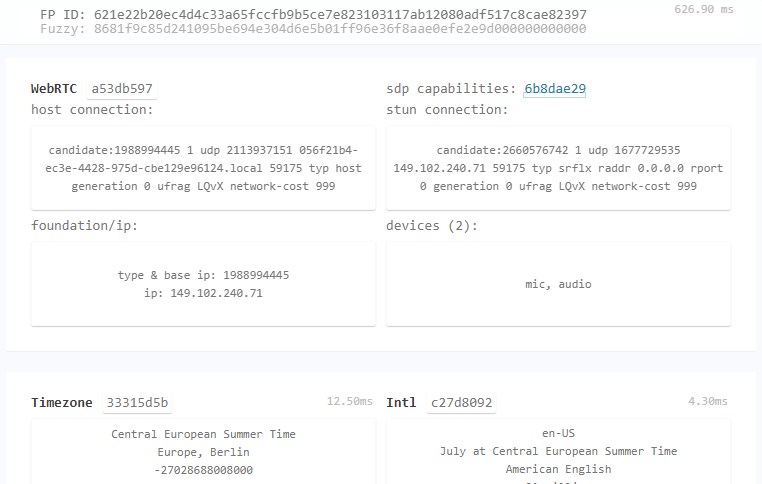 FP ID: 621e22b20ec4d4c33a65fccfb9b5ce7e823103117ab12080adf517c8cae82397
626.90 ms
Fuzzy: 8681f9c85d241095be694e304d6e5b01ff96e36f8aae0efe2e9d000000000000
WebRTC a53db597
host connection:
candidate:1988994445 1 udp 2113937151 056f21b4-
ec3e-4428-975d-cbe129e96124.local 59175 typ host
generation 0 ufrag LQvX network-cost 999
foundation/ip:
type & base ip: 1988994445
ip: 149.102.240.71
sdp capabilities: 6b8dae29
stun connection:
candidate:2660576742 1 udp 1677729535
149.102.240.71 59175 typ srflx raddr 0.0.0.0 rport
0 generation 0 ufrag LQvX network-cost 999
devices (2):
mic, audio
Timezone 33315d5b
12.50ms
Central European Summer Time
Europe, Berlin
-27028688008000
Intl c27d8092
4.30ms
en-US
July at Central European Summer Time
American English